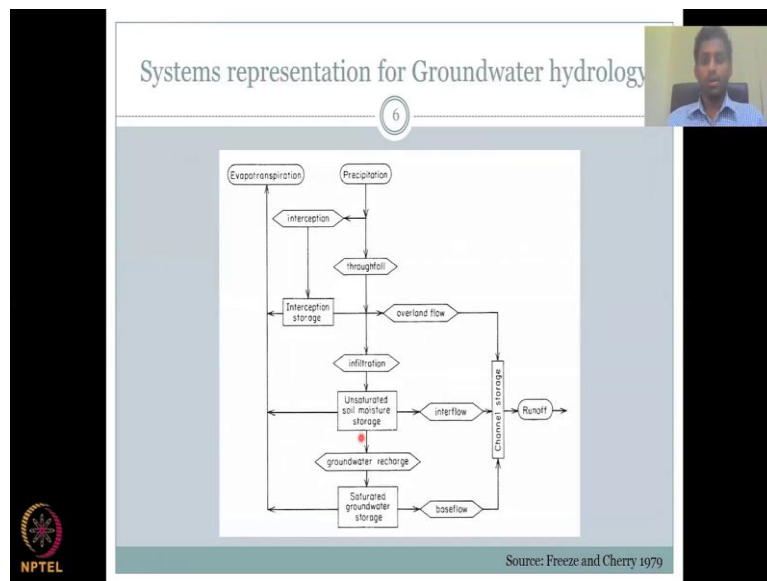 Systems representation for Groundwater hydrology
6
Evapotranspiration
Precipitation
interception
throughfall
Interception
storage
overland flow
infiltration
Unsaturated
soil moisture
storage
interflow
Channel storage
Runoff
groundwater recharge
Saturated
groundwater
storage
baseflow
NPTEL
Source: Freeze and Cherry 1979